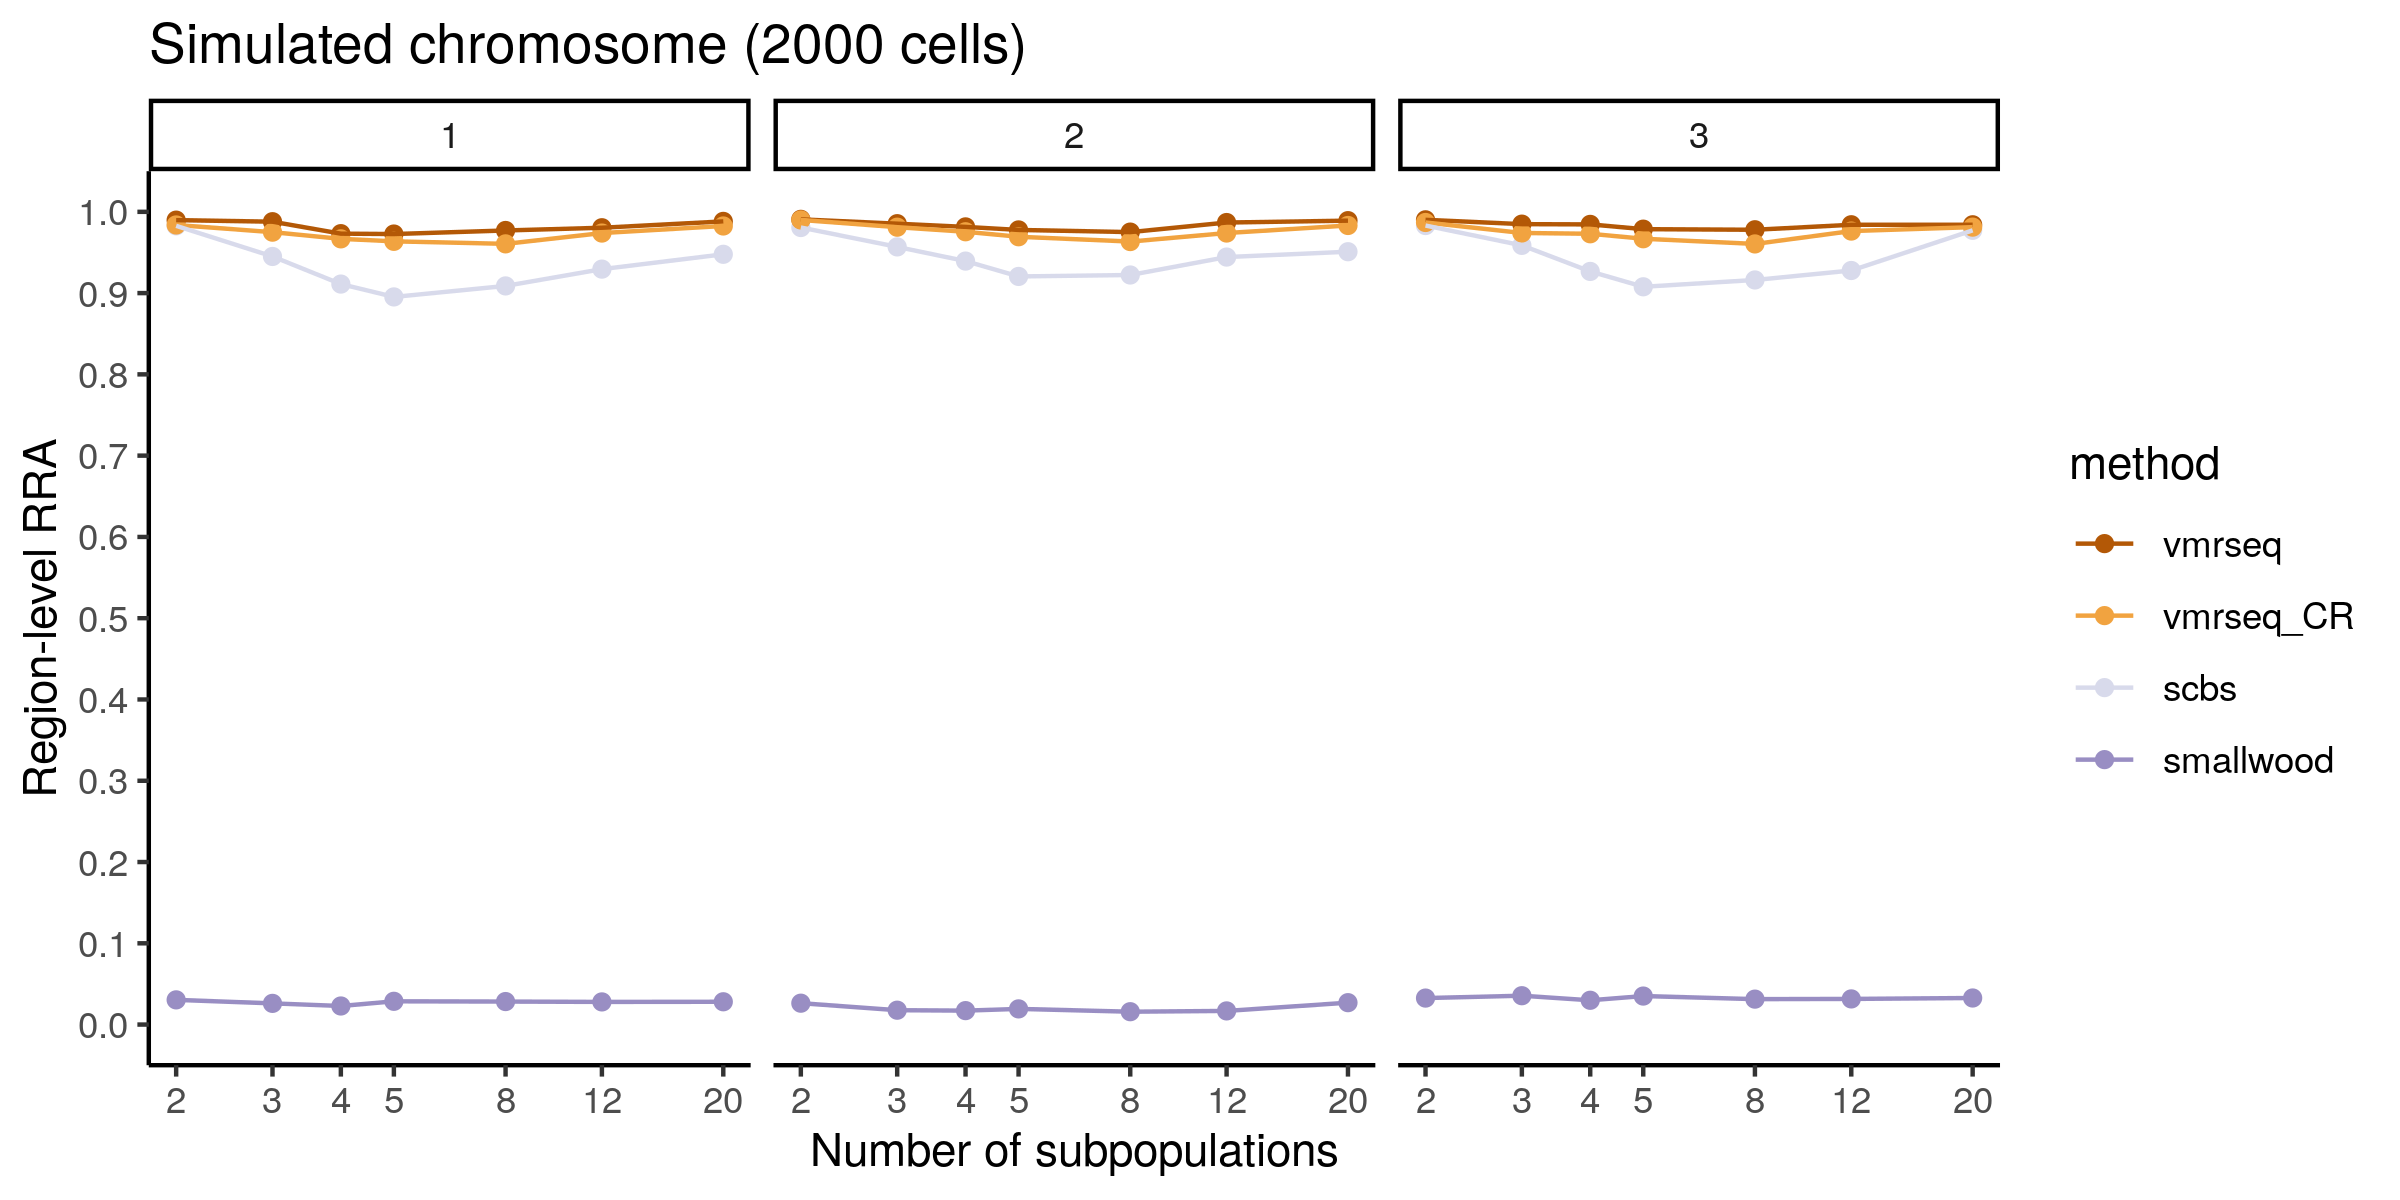 Simulated chromosome (2000 cells)
1 2 3
Region-level RRA
1.0
0.9
0.8
0.7
0.6
0.5
0.4
0.3
0.2
0.1
0.0
2 3 4 5 8 12 20 2 3 4 5 8 12 20 2 3 4 5 8 12 20
Number of subpopulations
method
vmrseq
vmrseq_CR
scbs
smallwood